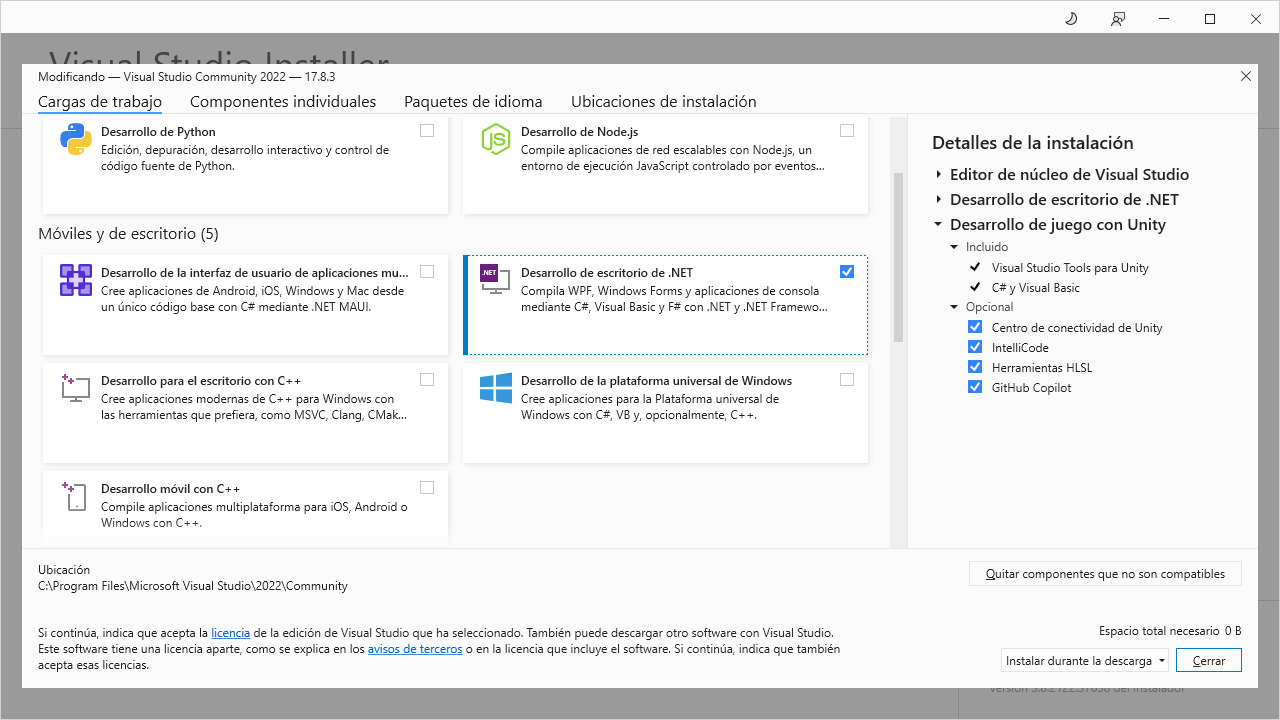 Visual Studio Installer
Modificando — Visual Studio Community 2022 — 17.8.3
Cargas de trabajo
Componentes individuales
Paquetes de idioma
Ubicaciones de instalación
Desarrollo de Python
Edición, depuración, desarrollo interactivo y control de
código fuente de Python.
JS
Desarrollo de Node.js
Compile aplicaciones de red escalables con Node.js, un
entorno de ejecución JavaScript controlado por eventos...
Móviles y de escritorio (5)
Desarrollo de la interfaz de usuario de aplicaciones mu...
Cree aplicaciones de Android, iOS, Windows y Mac desde
un único código base con C# mediante .NET MAUI.
.NET
Desarrollo de escritorio de .NET
Compila WPF, Windows Forms y aplicaciones de consola
mediante C#, Visual Basic y F# con .NET y .NET Framewo...
Desarrollo para el escritorio con C++
Cree aplicaciones modernas de C++ para Windows con
las herramientas que prefiera, como MSVC, Clang, CMak...
Desarrollo de la plataforma universal de Windows
Cree aplicaciones para la Plataforma universal de
Windows con C#, VB y, opcionalmente, C++.
Desarrollo móvil con C++
Compile aplicaciones multiplataforma para iOS, Android o
Windows con C++.
Detalles de la instalación
Editor de núcleo de Visual Studio
Desarrollo de escritorio de .NET
Desarrollo de juego con Unity
Incluido
Visual Studio Tools para Unity
C# y Visual Basic
Opcional
Centro de conectividad de Unity
IntelliCode
Herramientas HLSL
GitHub Copilot
Ubicación
C:\Program Files\Microsoft Visual Studio\2022\Community
Quitar componentes que no son compatibles
Si continúa, indica que acepta la licencia de la edición de Visual Studio que ha seleccionado. También puede descargar otro software con Visual Studio.
Este software tiene una licencia aparte, como se explica en los avisos de terceros o en la licencia que incluye el software. Si continúa, indica que también
acepta esas licencias.
Espacio total necesario 0 B
Instalar durante la descarga
Cerrar
del instalador